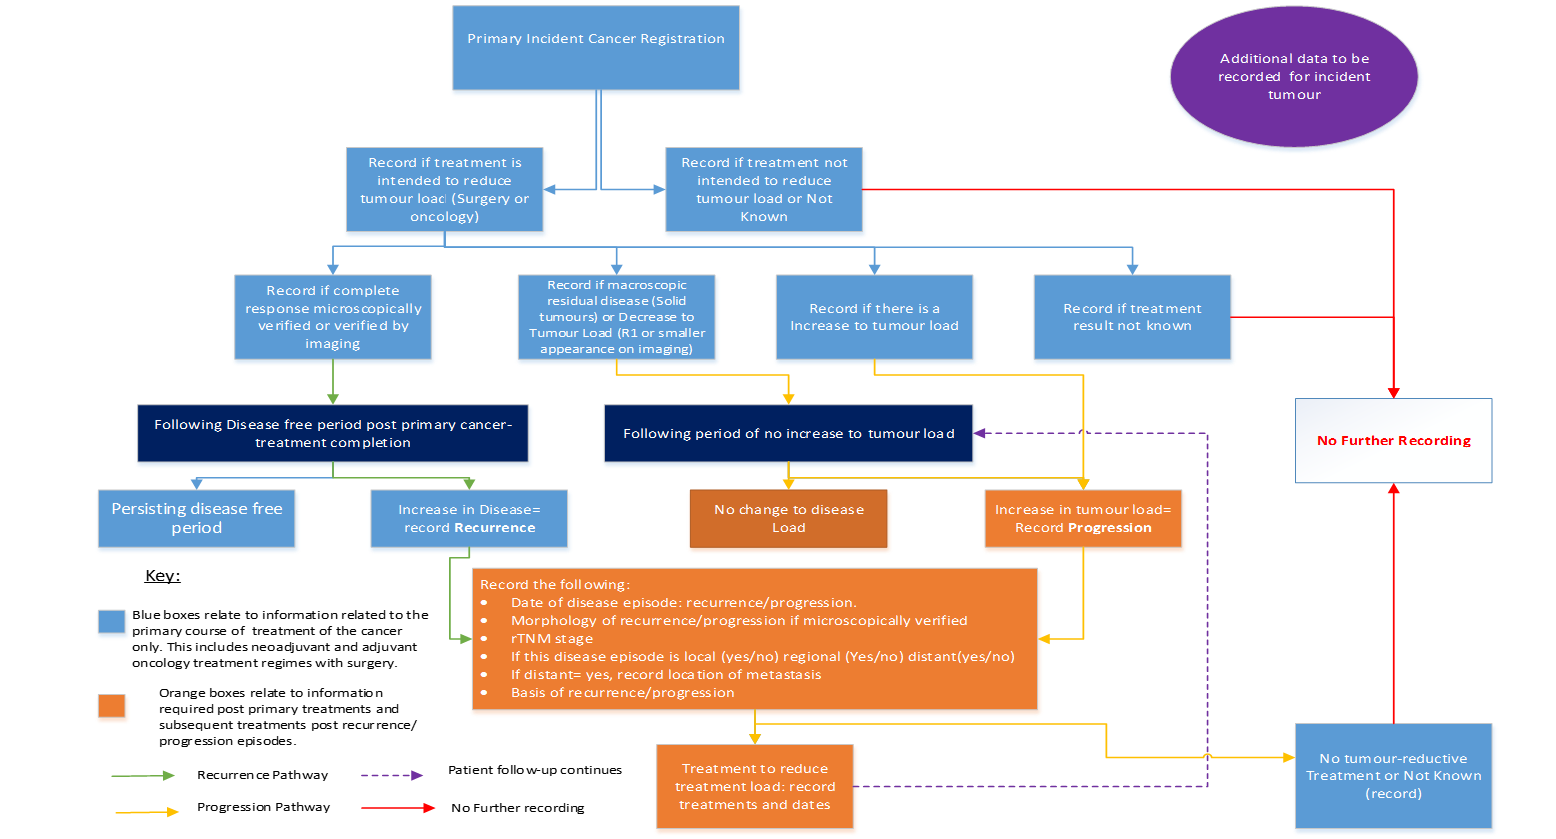 Primary Incident Cancer Registration
Additional data to be
recorded for incident
tumour
Record if treatment is
intended to reduce
tumour load (Surgery or
oncology)
Record if treatment not
intended to reduce
tumour load or Not
Known
Record if complete
response microscopically
verified or verified by
imaging
Record if macroscopic
residual disease (Solid
tumours) or Decrease to
Tumour Load (R1 or smaller
appearance on imaging)
Record if there is a
Increase to tumour load
Record if treatment
result not known
Following Disease free period post primary cancer-
treatment completion
Following period of no increase to tumour load
No Further Recording
Persisting disease free
period
Increase in Disease=
record Recurrence
No change to disease
Load
Increase in tumour load=
Record Progression
Record the following:
• Date of disease episode: recurrence/progression.
• Morphology of recurrence/progression if microscopically verified
• rTNM stage
• If this disease episode is local (yes/no) regional (Yes/no) distant(yes/no)
• If distant= yes, record location of metastasis
• Basis of recurrence/progression
Treatment to reduce
treatment load: record
treatments and dates
No tumour-reductive
Treatment or Not Known
(record)
Key:
Blue boxes relate to information related to the
primary course of treatment of the cancer
only. This includes neoadjuvant and adjuvant
oncology treatment regimes with surgery.
Orange boxes relate to information
required post primary treatments and
subsequent treatments post recurrence/
progression episodes.
Recurrence Pathway
Patient follow-up continues
Progression Pathway
No Further recording